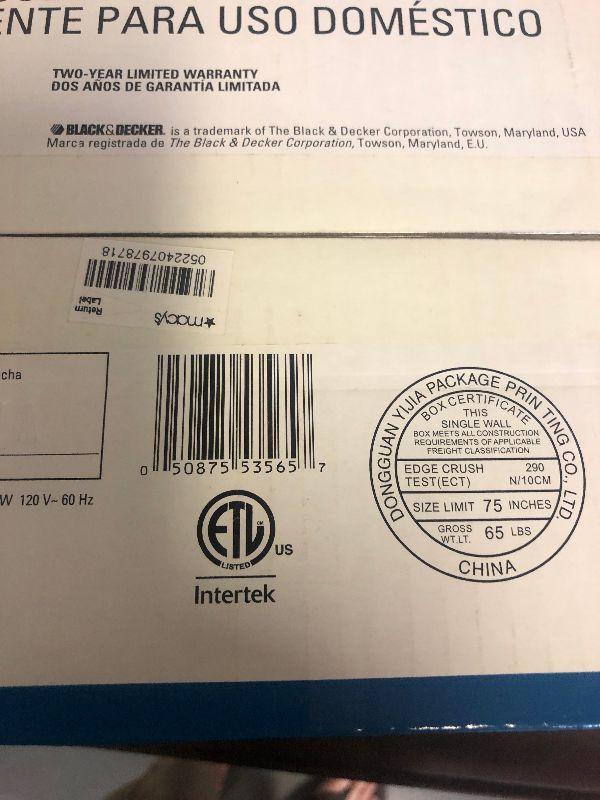 ENTE PARA USO DOMÉSTICO
TWO-YEAR LIMITED WARRANTY
DOS AÑOS DE GARANTÍA LIMITADA
BLACK&DECKER. is a trademark of The Black & Decker Corporation, Towson, Maryland, USA
Marca registrada de The Black & Decker Corporation, Towson, Maryland, E.U.
★macy's
Return
Label
0522407978718
cha
W 120 V~ 60 Hz
0 50875 53565 7
ETL
CM
LISTED
US
Intertek
DONGGUAN YIJIA PACKAGE PRINTING CO., LTD.
BOX CERTIFICATE
THIS
SINGLE WALL
BOX MEETS ALL CONSTRUCTION
REQUIREMENTS OF APPLICABLE
FREIGHT CLASSIFICATION
EDGE CRUSH 290
TEST(ECT) N/10CM
SIZE LIMIT 75 INCHES
GROSS
WT.LT. 65 LBS
CHINA